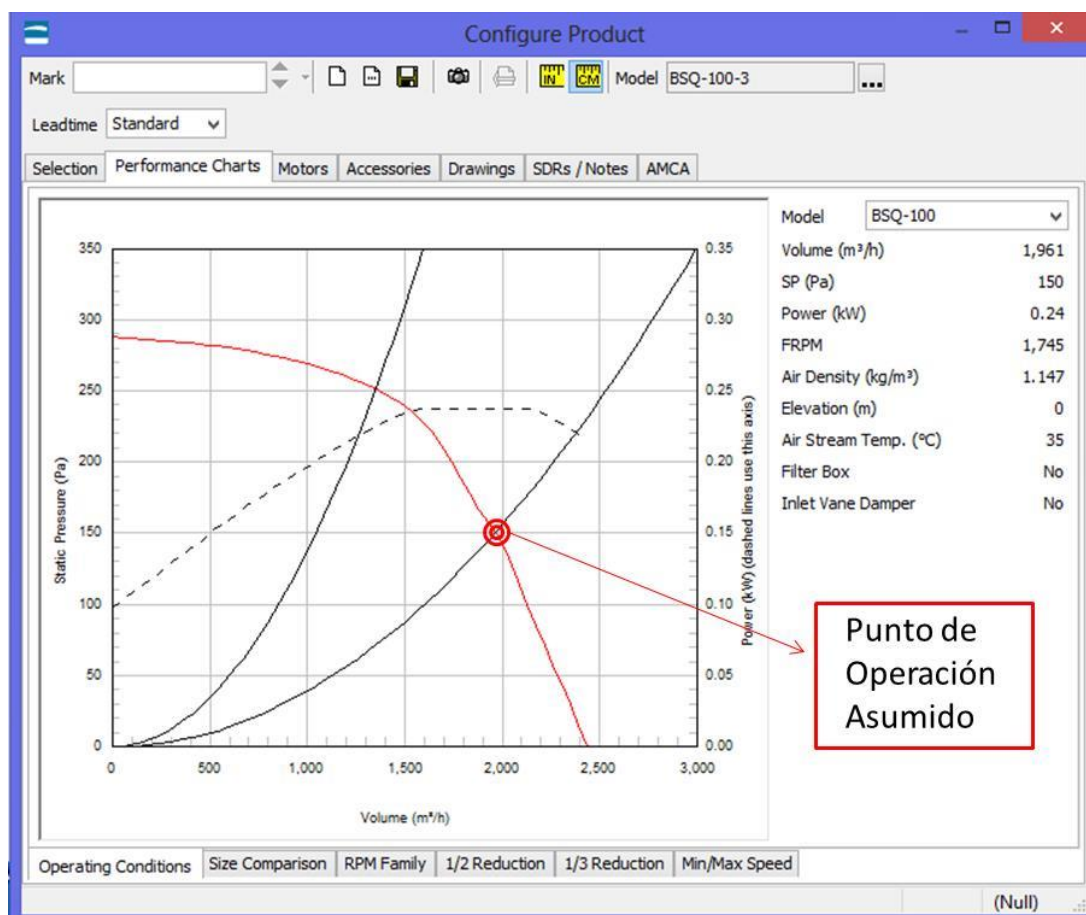 Configure Product
Mark
IN
CM
Model BSQ-100-3
...
Leadtime Standard
Selection Performance Charts Motors Accessories Drawings SDRs / Notes AMCA
Static Pressure (Pa)
350
300
250
200
150
100
50
0
0 500 1,000 1,500 2,000 2,500 3,000
Volume (m³/h)
0.35
0.30
0.25
0.20
0.15
0.10
0.05
0.00
Power (kW) (dashed lines use this axis)
Model BSQ-100
Volume (m³/h) 1,961
SP (Pa) 150
Power (kW) 0.24
FRPM 1,745
Air Density (kg/m³) 1.147
Elevation (m) 0
Air Stream Temp. (ºC) 35
Filter Box No
Inlet Vane Damper No
Punto de
Operación
Asumido
Operating Conditions Size Comparison RPM Family 1/2 Reduction 1/3 Reduction Min/Max Speed
(Null)